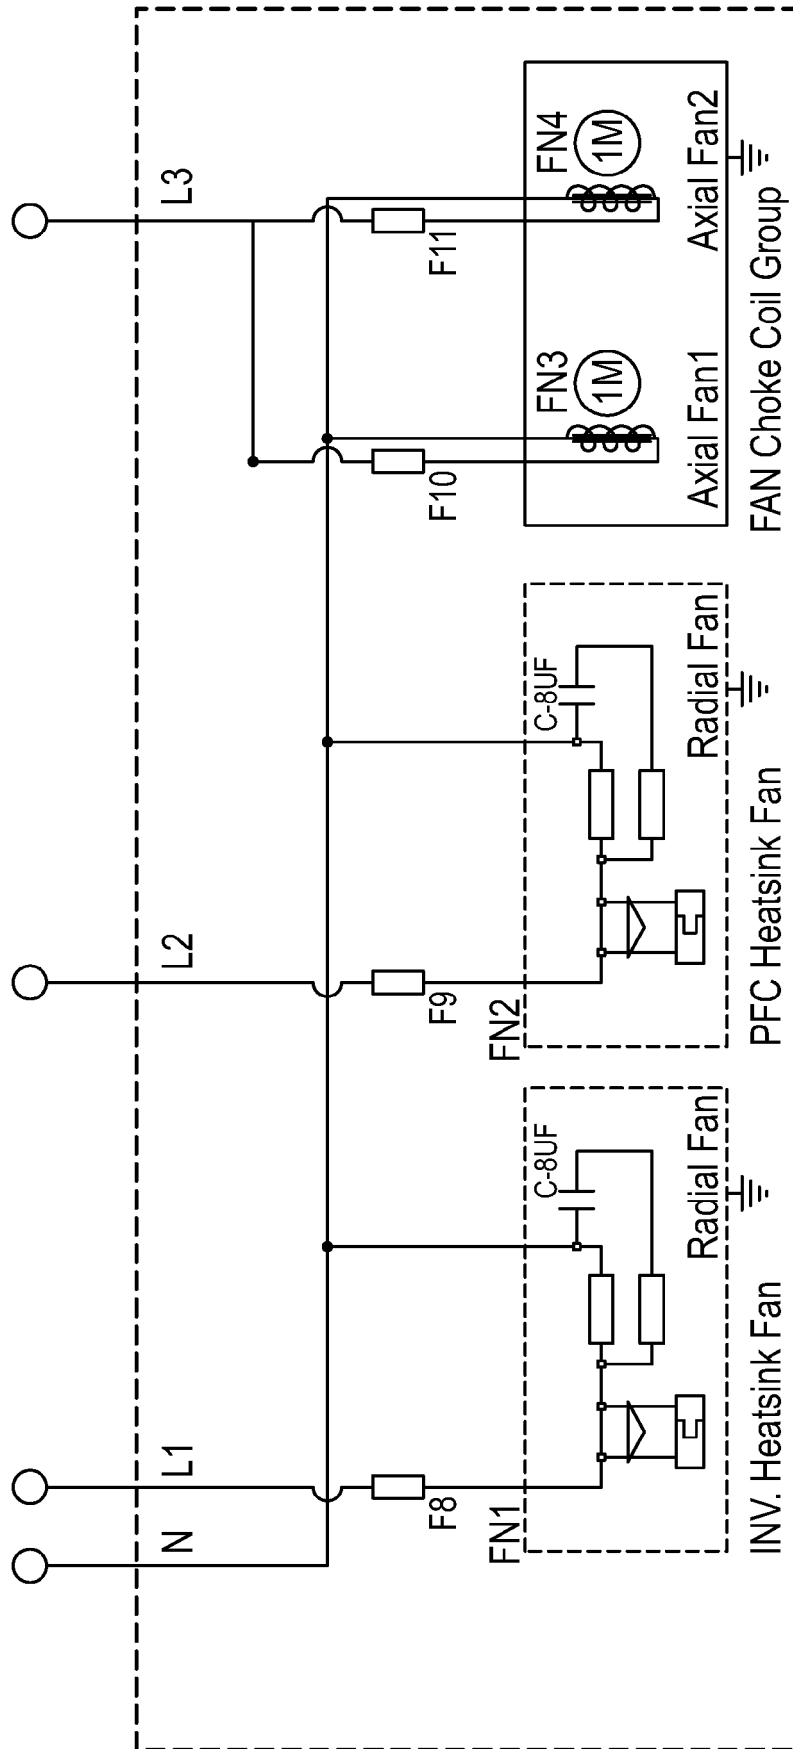 N
L1
L2
L3
F8
F9
F10
F11
FN1
FN2
FN3
FN4
C-8UF
C-8UF
1M
1M
Radial Fan
Radial Fan
Axial Fan1
Axial Fan2
INV. Heatsink Fan
PFC Heatsink Fan
FAN Choke Coil Group